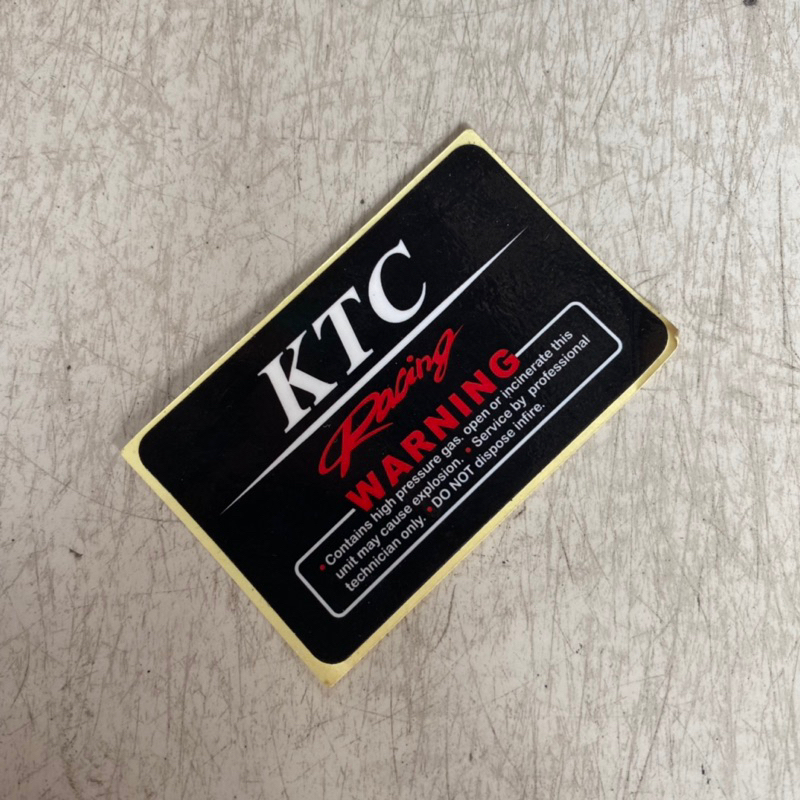 KTC
Racing
WARNING
•Contains high pressure gas. open or incinerate this
unit may cause explosion. •Service by professional
technician only. •DO NOT dispose infire.